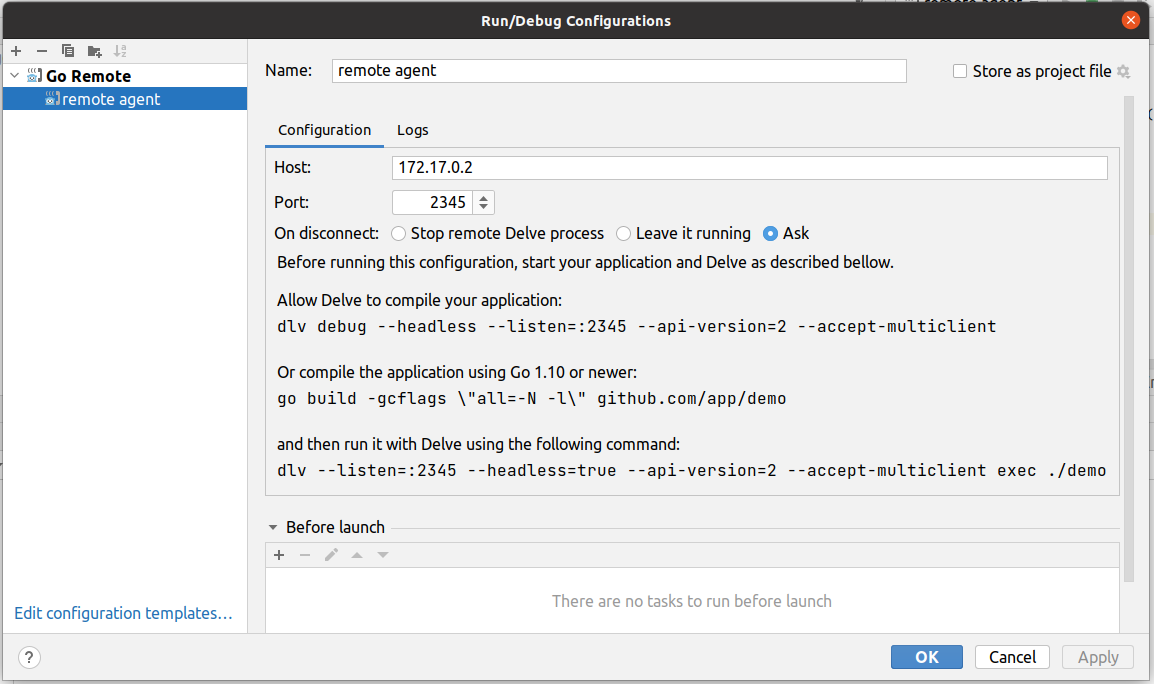 Run/Debug Configurations
Go Remote
remote agent
Edit configuration templates...
Name: remote agent
Store as project file
Configuration Logs
Host: 172.17.0.2
Port: 2345
On disconnect: Stop remote Delve process Leave it running Ask
Before running this configuration, start your application and Delve as described bellow.
Allow Delve to compile your application:
dlv debug --headless --listen=:2345 --api-version=2 --accept-multiclient
Or compile the application using Go 1.10 or newer:
go build -gcflags \"all=-N -l\" github.com/app/demo
and then run it with Delve using the following command:
dlv --listen=:2345 --headless=true --api-version=2 --accept-multiclient exec ./demo
Before launch
There are no tasks to run before launch
? OK Cancel Apply